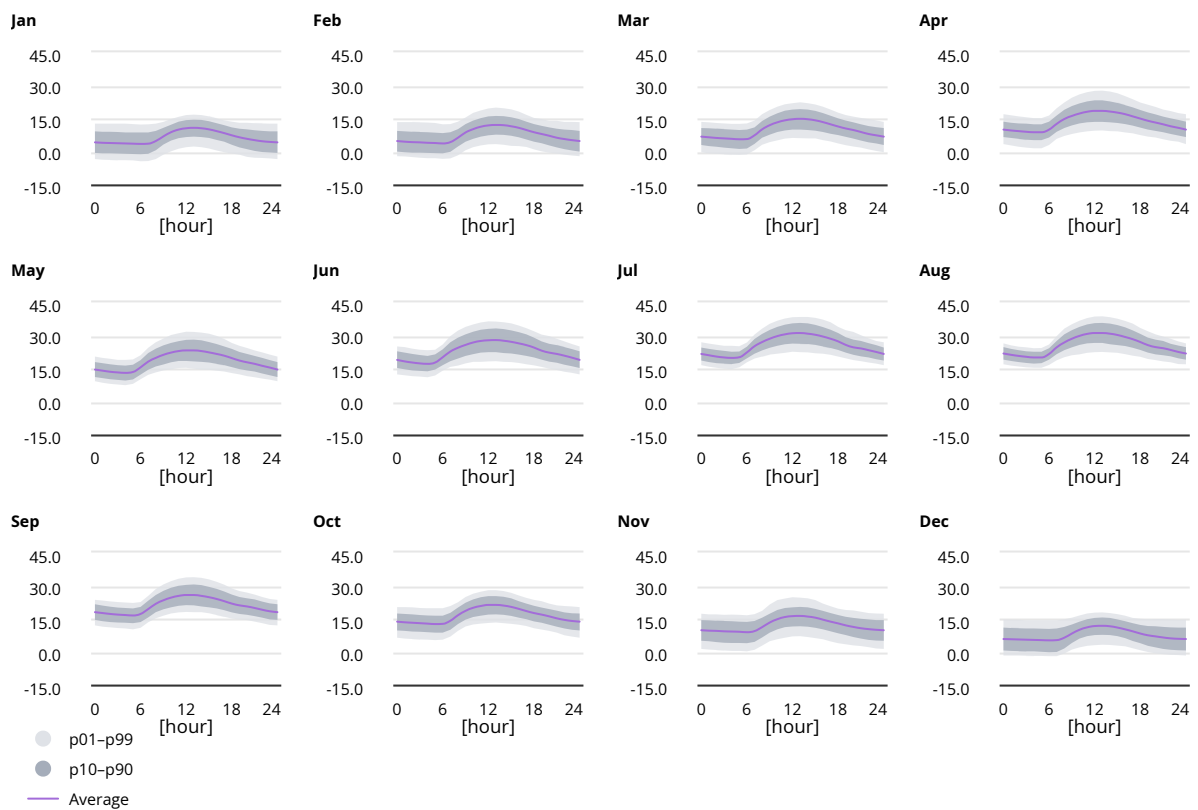 Jan Feb Mar Apr
45.0 45.0 45.0 45.0
30.0 30.0 30.0 30.0
15.0 15.0 15.0 15.0
0.0 0.0 0.0 0.0
-15.0 -15.0 -15.0 -15.0
0 6 12 18 24 0 6 12 18 24 0 6 12 18 24 0 6 12 18 24
[hour] [hour] [hour] [hour]
May Jun Jul Aug
45.0 45.0 45.0 45.0
30.0 30.0 30.0 30.0
15.0 15.0 15.0 15.0
0.0 0.0 0.0 0.0
-15.0 -15.0 -15.0 -15.0
0 6 12 18 24 0 6 12 18 24 0 6 12 18 24 0 6 12 18 24
[hour] [hour] [hour] [hour]
Sep Oct Nov Dec
45.0 45.0 45.0 45.0
30.0 30.0 30.0 30.0
15.0 15.0 15.0 15.0
0.0 0.0 0.0 0.0
-15.0 -15.0 -15.0 -15.0
0 6 12 18 24 0 6 12 18 24 0 6 12 18 24 0 6 12 18 24
[hour] [hour] [hour] [hour]
p01–p99
p10–p90
Average